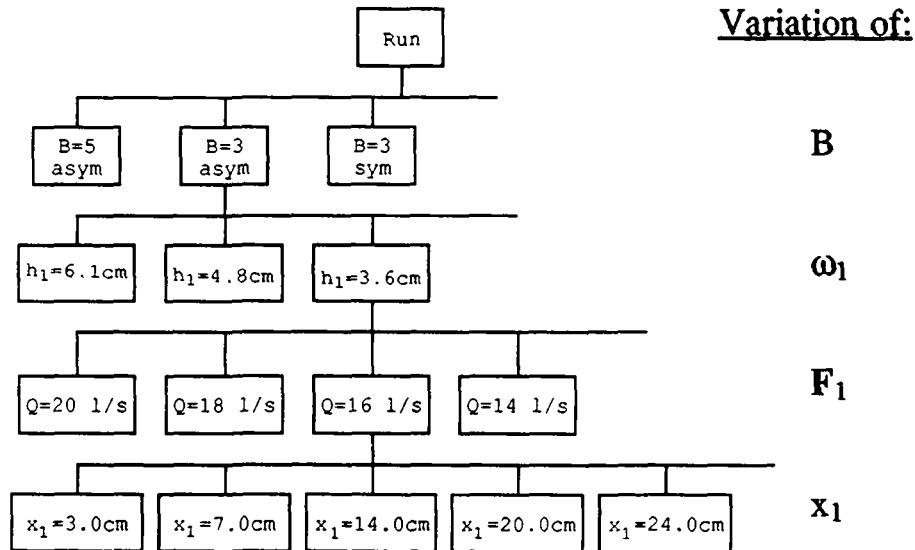 Variation of:
Run
B=5
asym
B=3
asym
B=3
sym
B
h₁=6.1cm
h₁=4.8cm
h₁=3.6cm
ω₁
Q=20 l/s
Q=18 l/s
Q=16 l/s
Q=14 l/s
F₁
x₁=3.0cm
x₁=7.0cm
x₁=14.0cm
x₁=20.0cm
x₁=24.0cm
x₁